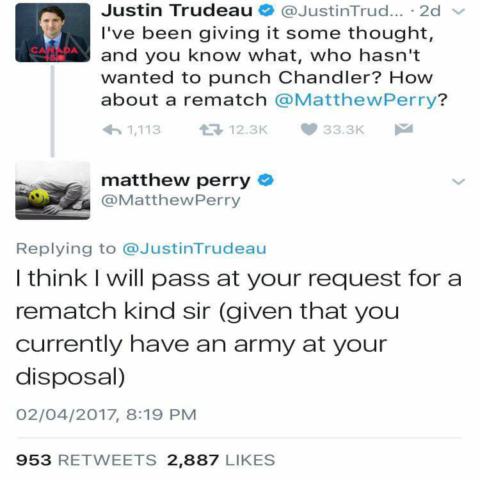 Justin Trudeau @JustinTrud... · 2d
I've been giving it some thought,
and you know what, who hasn't
wanted to punch Chandler? How
about a rematch @MatthewPerry?
1,113 12.3K 33.3K
CANADA
matthew perry
@MatthewPerry
Replying to @JustinTrudeau
I think I will pass at your request for a
rematch kind sir (given that you
currently have an army at your
disposal)
02/04/2017, 8:19 PM
953 RETWEETS 2,887 LIKES